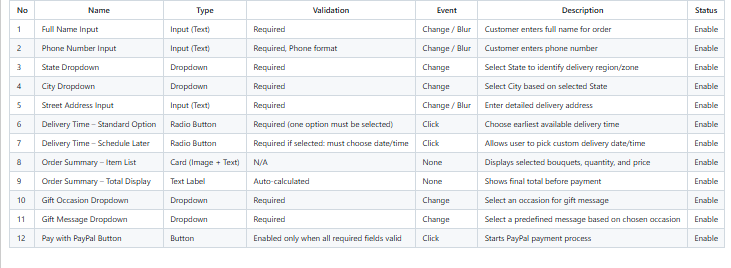 No Name Type Validation Event Description Status
1 Full Name Input Input (Text) Required Change / Blur Customer enters full name for order Enable
2 Phone Number Input Input (Text) Required, Phone format Change / Blur Customer enters phone number Enable
3 State Dropdown Dropdown Required Change Select State to identify delivery region/zone Enable
4 City Dropdown Dropdown Required Change Select City based on selected State Enable
5 Street Address Input Input (Text) Required Change / Blur Enter detailed delivery address Enable
6 Delivery Time – Standard Option Radio Button Required (one option must be selected) Click Choose earliest available delivery time Enable
7 Delivery Time – Schedule Later Radio Button Required if selected: must choose date/time Click Allows user to pick custom delivery date/time Enable
8 Order Summary – Item List Card (Image + Text) N/A None Displays selected bouquets, quantity, and price Enable
9 Order Summary – Total Display Text Label Auto-calculated None Shows final total before payment Enable
10 Gift Occasion Dropdown Dropdown Required Change Select an occasion for gift message Enable
11 Gift Message Dropdown Dropdown Required Change Select a predefined message based on chosen occasion Enable
12 Pay with PayPal Button Button Enabled only when all required fields valid Click Starts PayPal payment process Enable